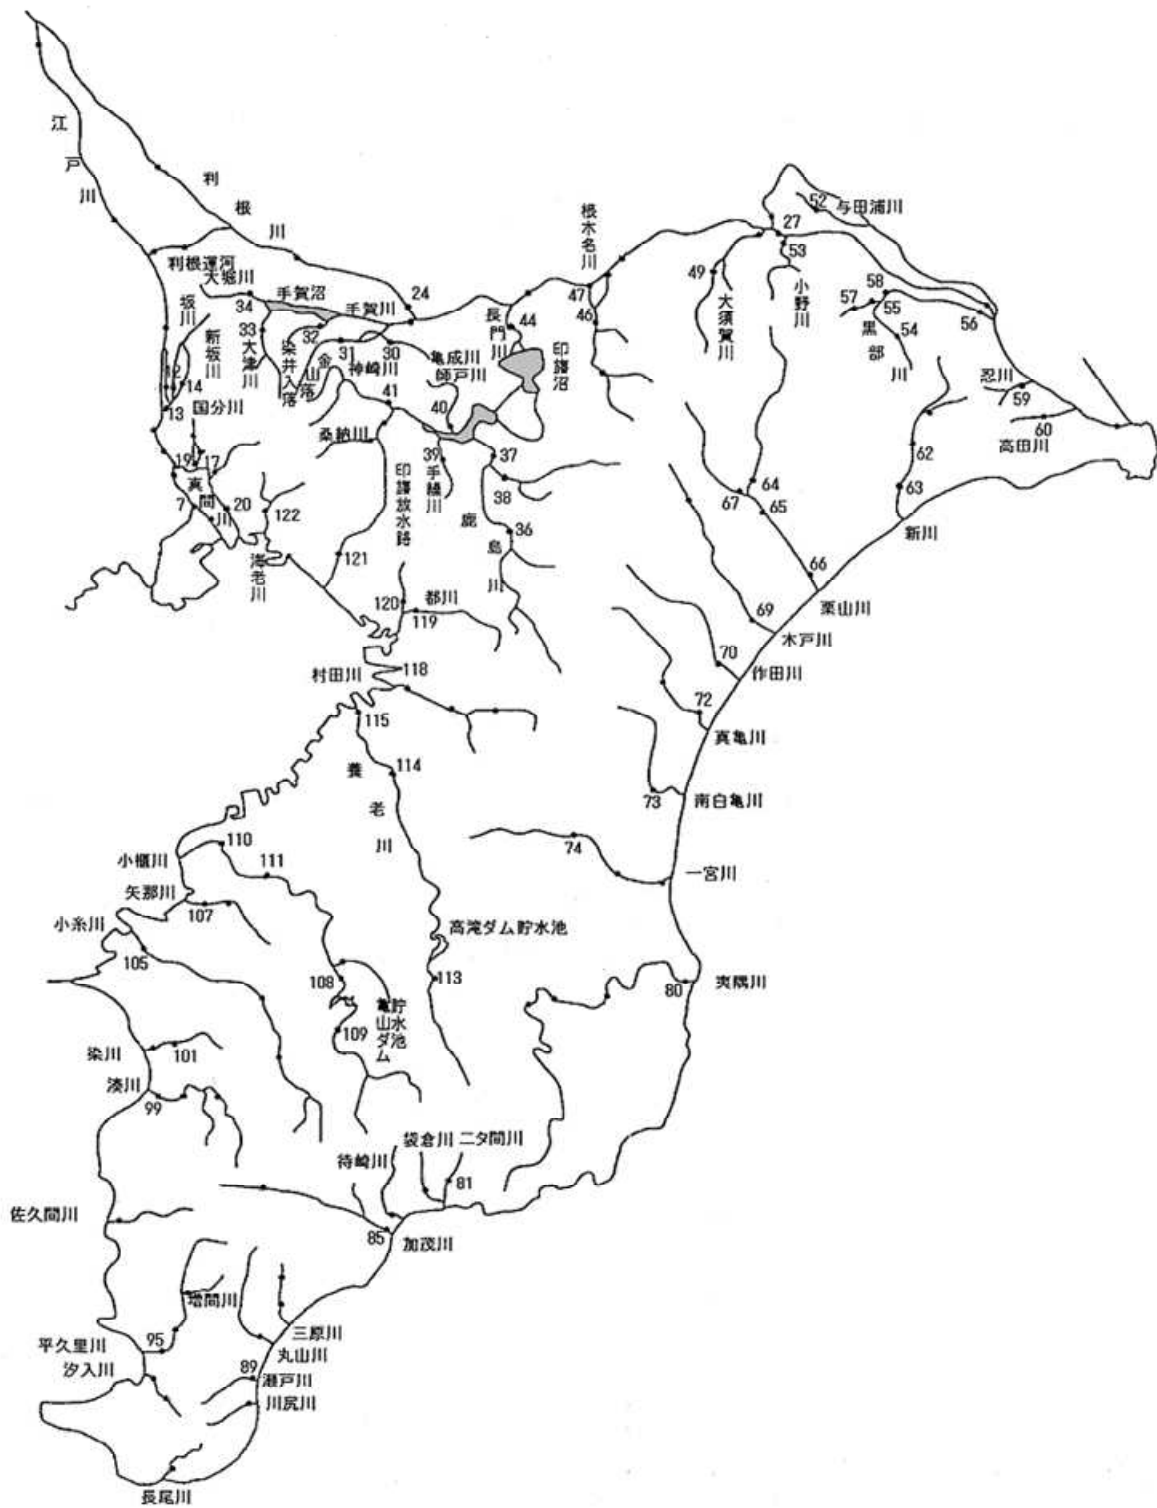 江戸川
利根川
利根運河
大堀川
34
手賀沼
手賀川
24
坂川
新坂川
33
大津川
32
染井入落
31
金山落
神崎川
30
亀成川
師戸川
長門川
44
印旛沼
根木名川
47
46
49
大須賀川
27
53
小野川
52
与田浦川
57
58
55
54
黒部川
56
忍川
59
60
高田川
12
14
13
国分川
19
17
真間川
7
20
122
海老川
桑納川
41
40
39
手繰川
37
38
36
鹿島川
印旛放水路
121
120
都川
119
村田川
118
115
養老川
114
62
63
新川
64
67
65
66
栗山川
69
木戸川
70
作田川
72
真亀川
73
南白亀川
74
一宮川
80
夷隅川
小櫃川
110
111
矢那川
107
小糸川
105
108
109
亀山ダム
貯水池
高滝ダム貯水池
113
染川
101
湊川
99
袋倉川
二タ間川
待崎川
81
85
加茂川
佐久間川
増間川
三原川
丸山川
平久里川
95
汐入川
89
瀬戸川
川尻川
長尾川